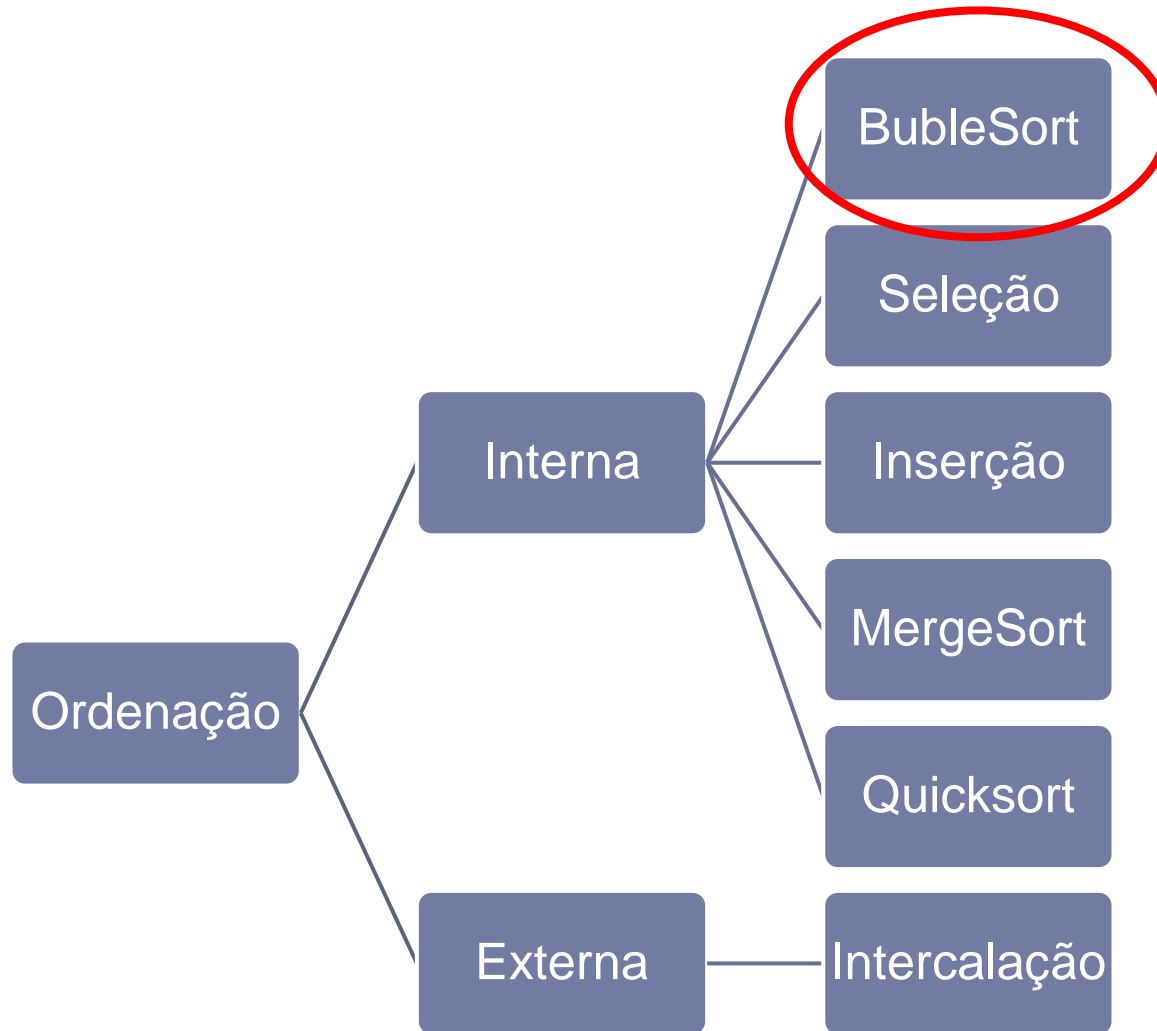 BubleSort
Seleção
Interna
Inserção
MergeSort
Ordenação
Quicksort
Externa
Intercalação